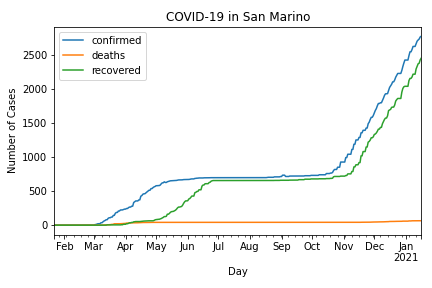 COVID-19 in San Marino
confirmed
deaths
recovered
Number of Cases
2500
2000
1500
1000
500
0
Feb Mar Apr May Jun Jul Aug Sep Oct Nov Dec Jan
2021
Day